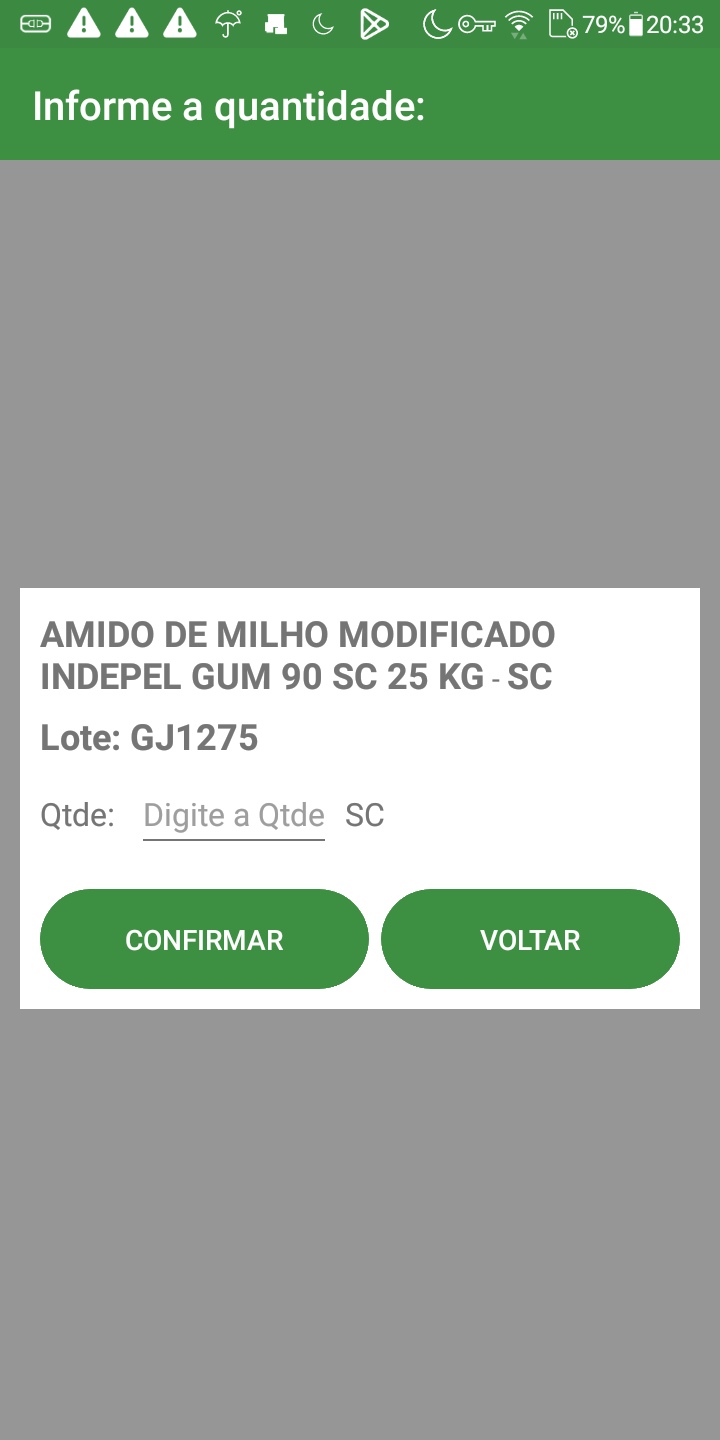 79% 20:33
Informe a quantidade:
AMIDO DE MILHO MODIFICADO
INDEPEL GUM 90 SC 25 KG - SC
Lote: GJ1275
Qtde: Digite a Qtde SC
CONFIRMAR VOLTAR